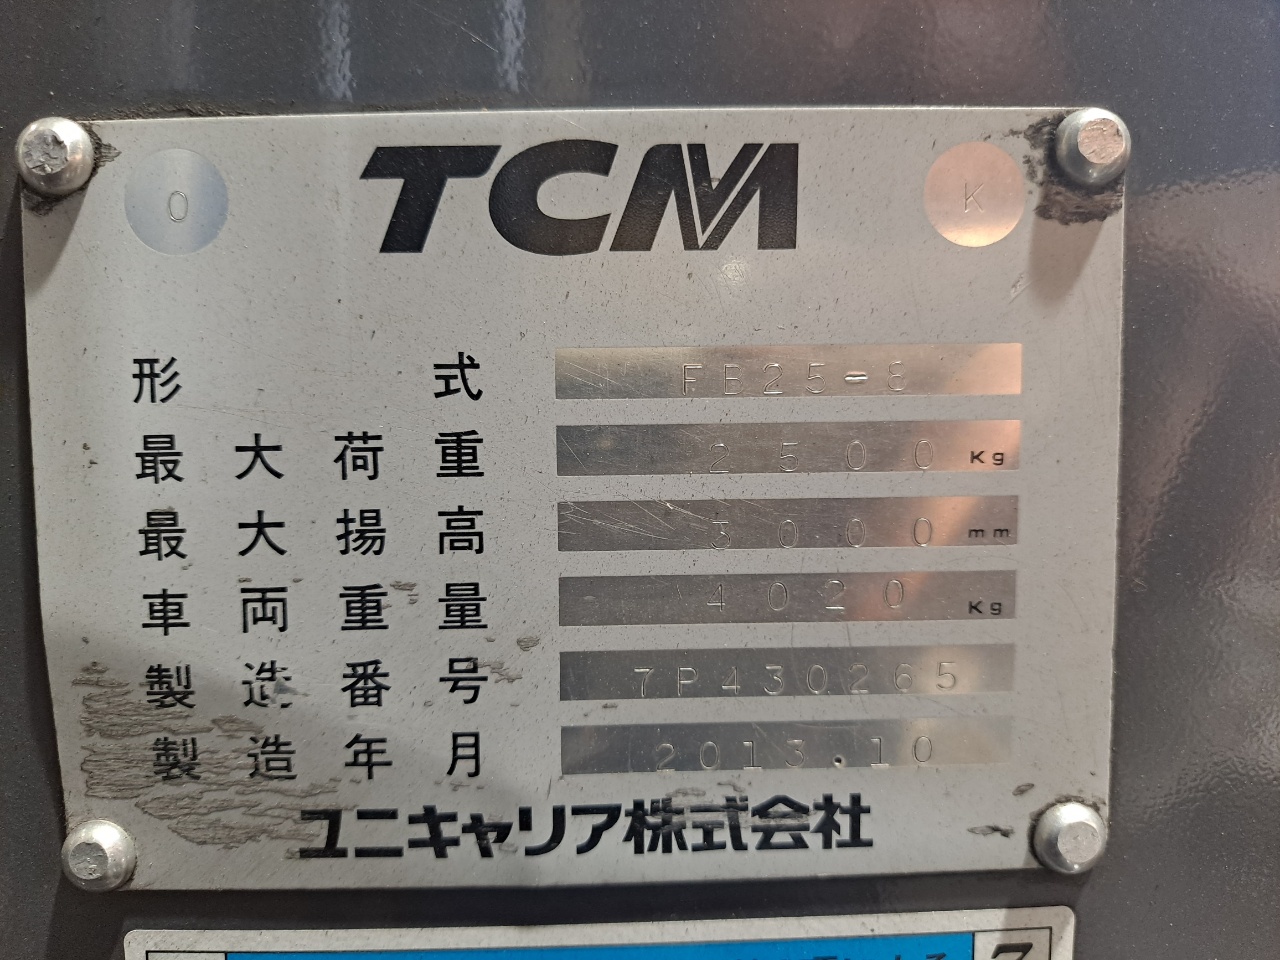 O TCM K
形式 FB25-8
最大荷重 2500 Kg
最大揚高 3000 mm
車両重量 4020 Kg
製造番号 7P430265
製造年月 2013.10
ユニキャリア株式会社